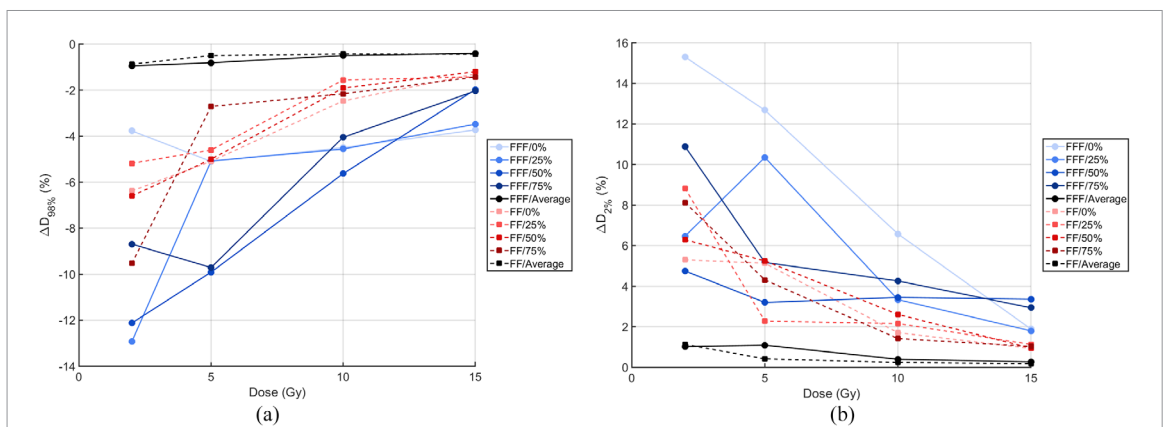 0
-2
-4
-6
-8
-10
-12
-14
0
5
10
15
ΔD98% (%)
Dose (Gy)
FFF/0%
FFF/25%
FFF/50%
FFF/75%
FFF/Average
FF/0%
FF/25%
FF/50%
FF/75%
FF/Average
(a)
16
14
12
10
8
6
4
2
0
0
5
10
15
ΔD2% (%)
Dose (Gy)
FFF/0%
FFF/25%
FFF/50%
FFF/75%
FFF/Average
FF/0%
FF/25%
FF/50%
FF/75%
FF/Average
(b)